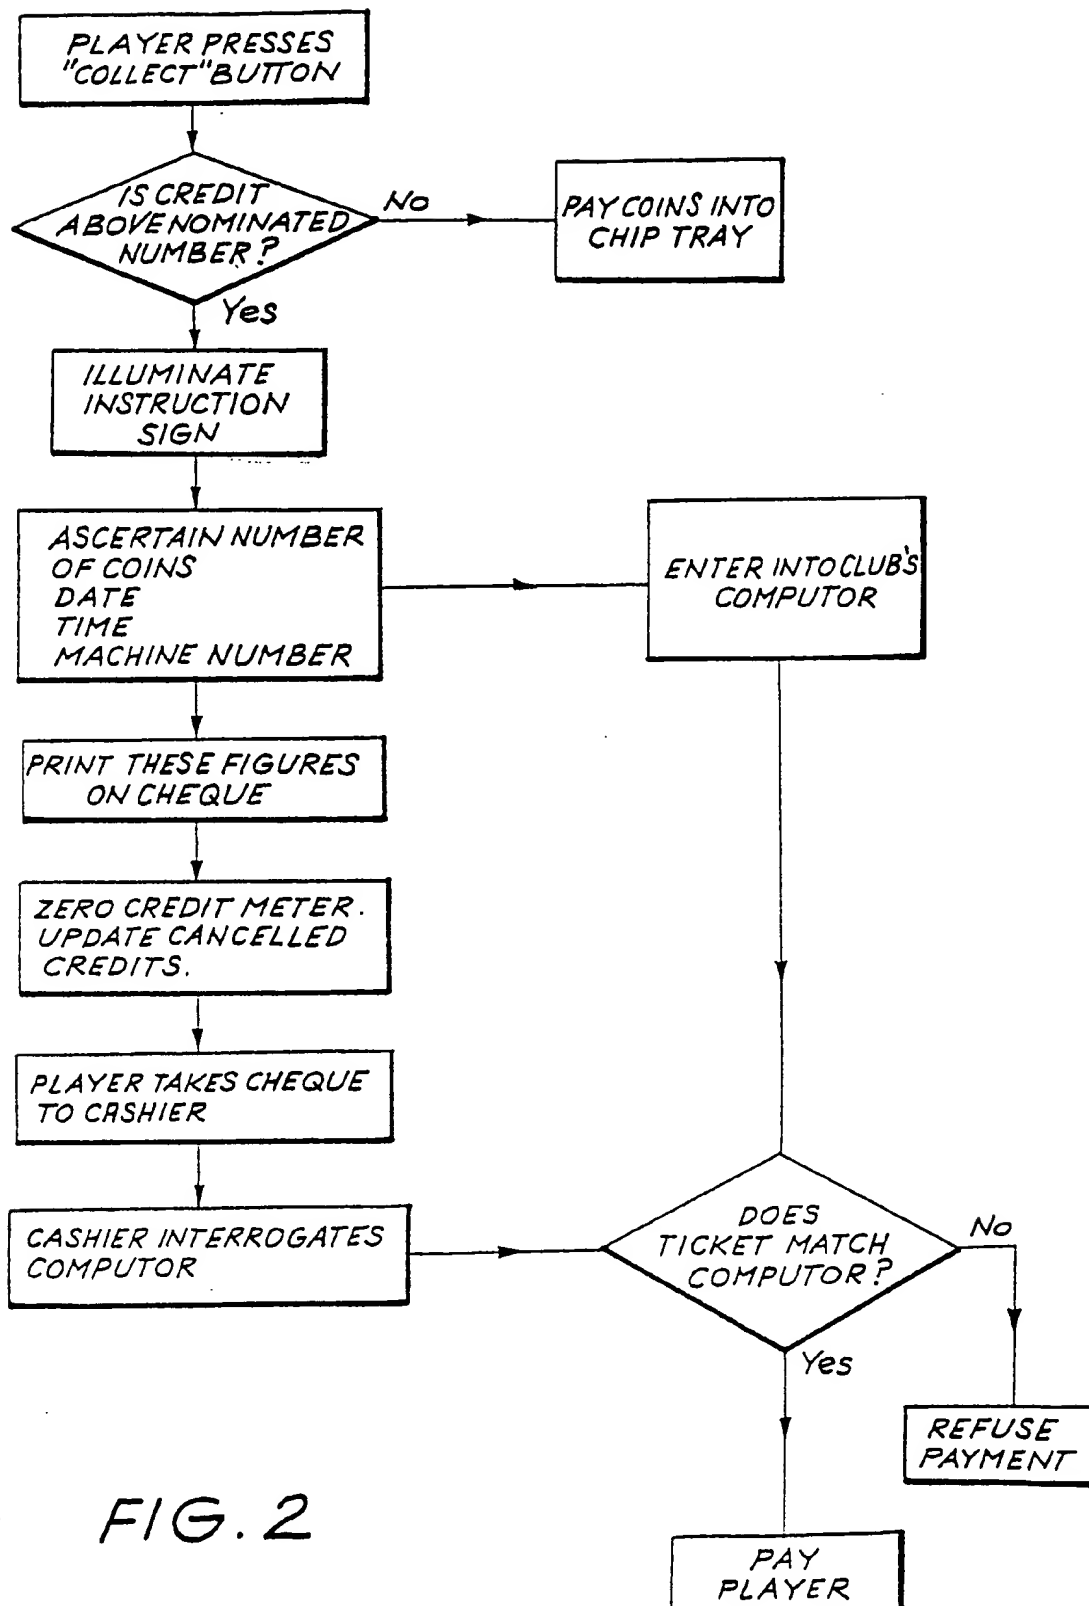 PLAYER PRESSES
"COLLECT" BUTTON
IS CREDIT
ABOVE NOMINATED
NUMBER?
No
PAY COINS INTO
CHIP TRAY
Yes
ILLUMINATE
INSTRUCTION
SIGN
ASCERTAIN NUMBER
OF COINS
DATE
TIME
MACHINE NUMBER
ENTER INTO CLUB'S
COMPUTOR
PRINT THESE FIGURES
ON CHEQUE
ZERO CREDIT METER.
UPDATE CANCELLED
CREDITS.
PLAYER TAKES CHEQUE
TO CASHIER
CASHIER INTERROGATES
COMPUTOR
DOES
TICKET MATCH
COMPUTOR?
No
Yes
REFUSE
PAYMENT
PAY
PLAYER
FIG. 2